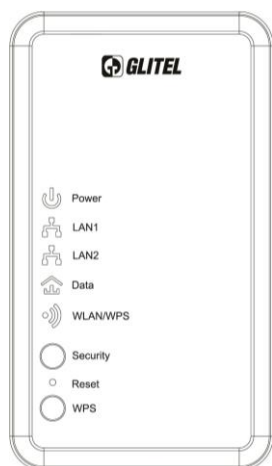 GLITEL
Power
LAN1
LAN2
Data
WLAN/WPS
Security
Reset
WPS